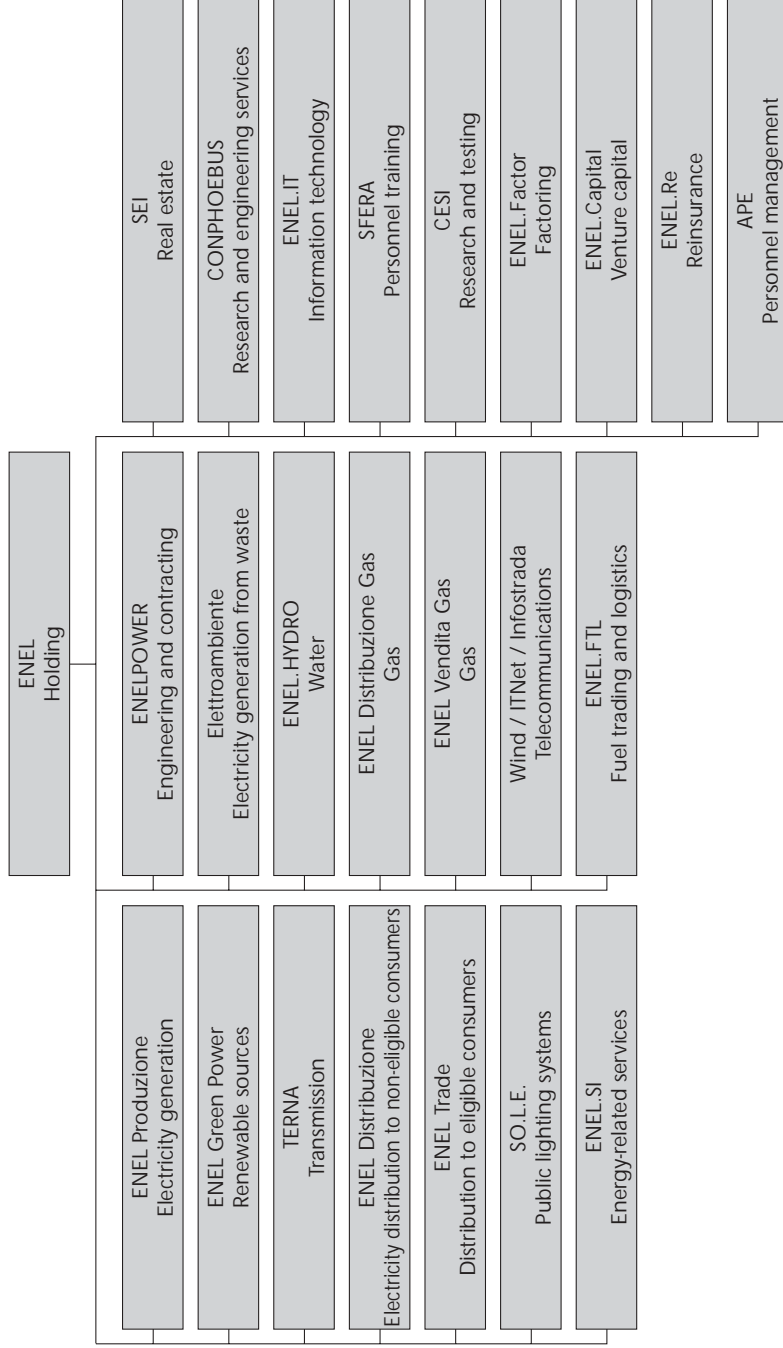 ENEL
Holding
ENEL Produzione
Electricity generation
ENEL Green Power
Renewable sources
TERNA
Transmission
ENEL Distribuzione
Electricity distribution to non-eligible consumers
ENEL Trade
Distribution to eligible consumers
SO.L.E.
Public lighting systems
ENEL.SI
Energy-related services
ENELPOWER
Engineering and contracting
Elettroambiente
Electricity generation from waste
ENEL.HYDRO
Water
ENEL Distribuzione Gas
Gas
ENEL Vendita Gas
Gas
Wind / ITNet / Infostrada
Telecommunications
ENEL.FTL
Fuel trading and logistics
SEI
Real estate
CONPHOEBUS
Research and engineering services
ENEL.IT
Information technology
SFERA
Personnel training
CESI
Research and testing
ENEL.Factor
Factoring
ENEL.Capital
Venture capital
ENEL.Re
Reinsurance
APE
Personnel management